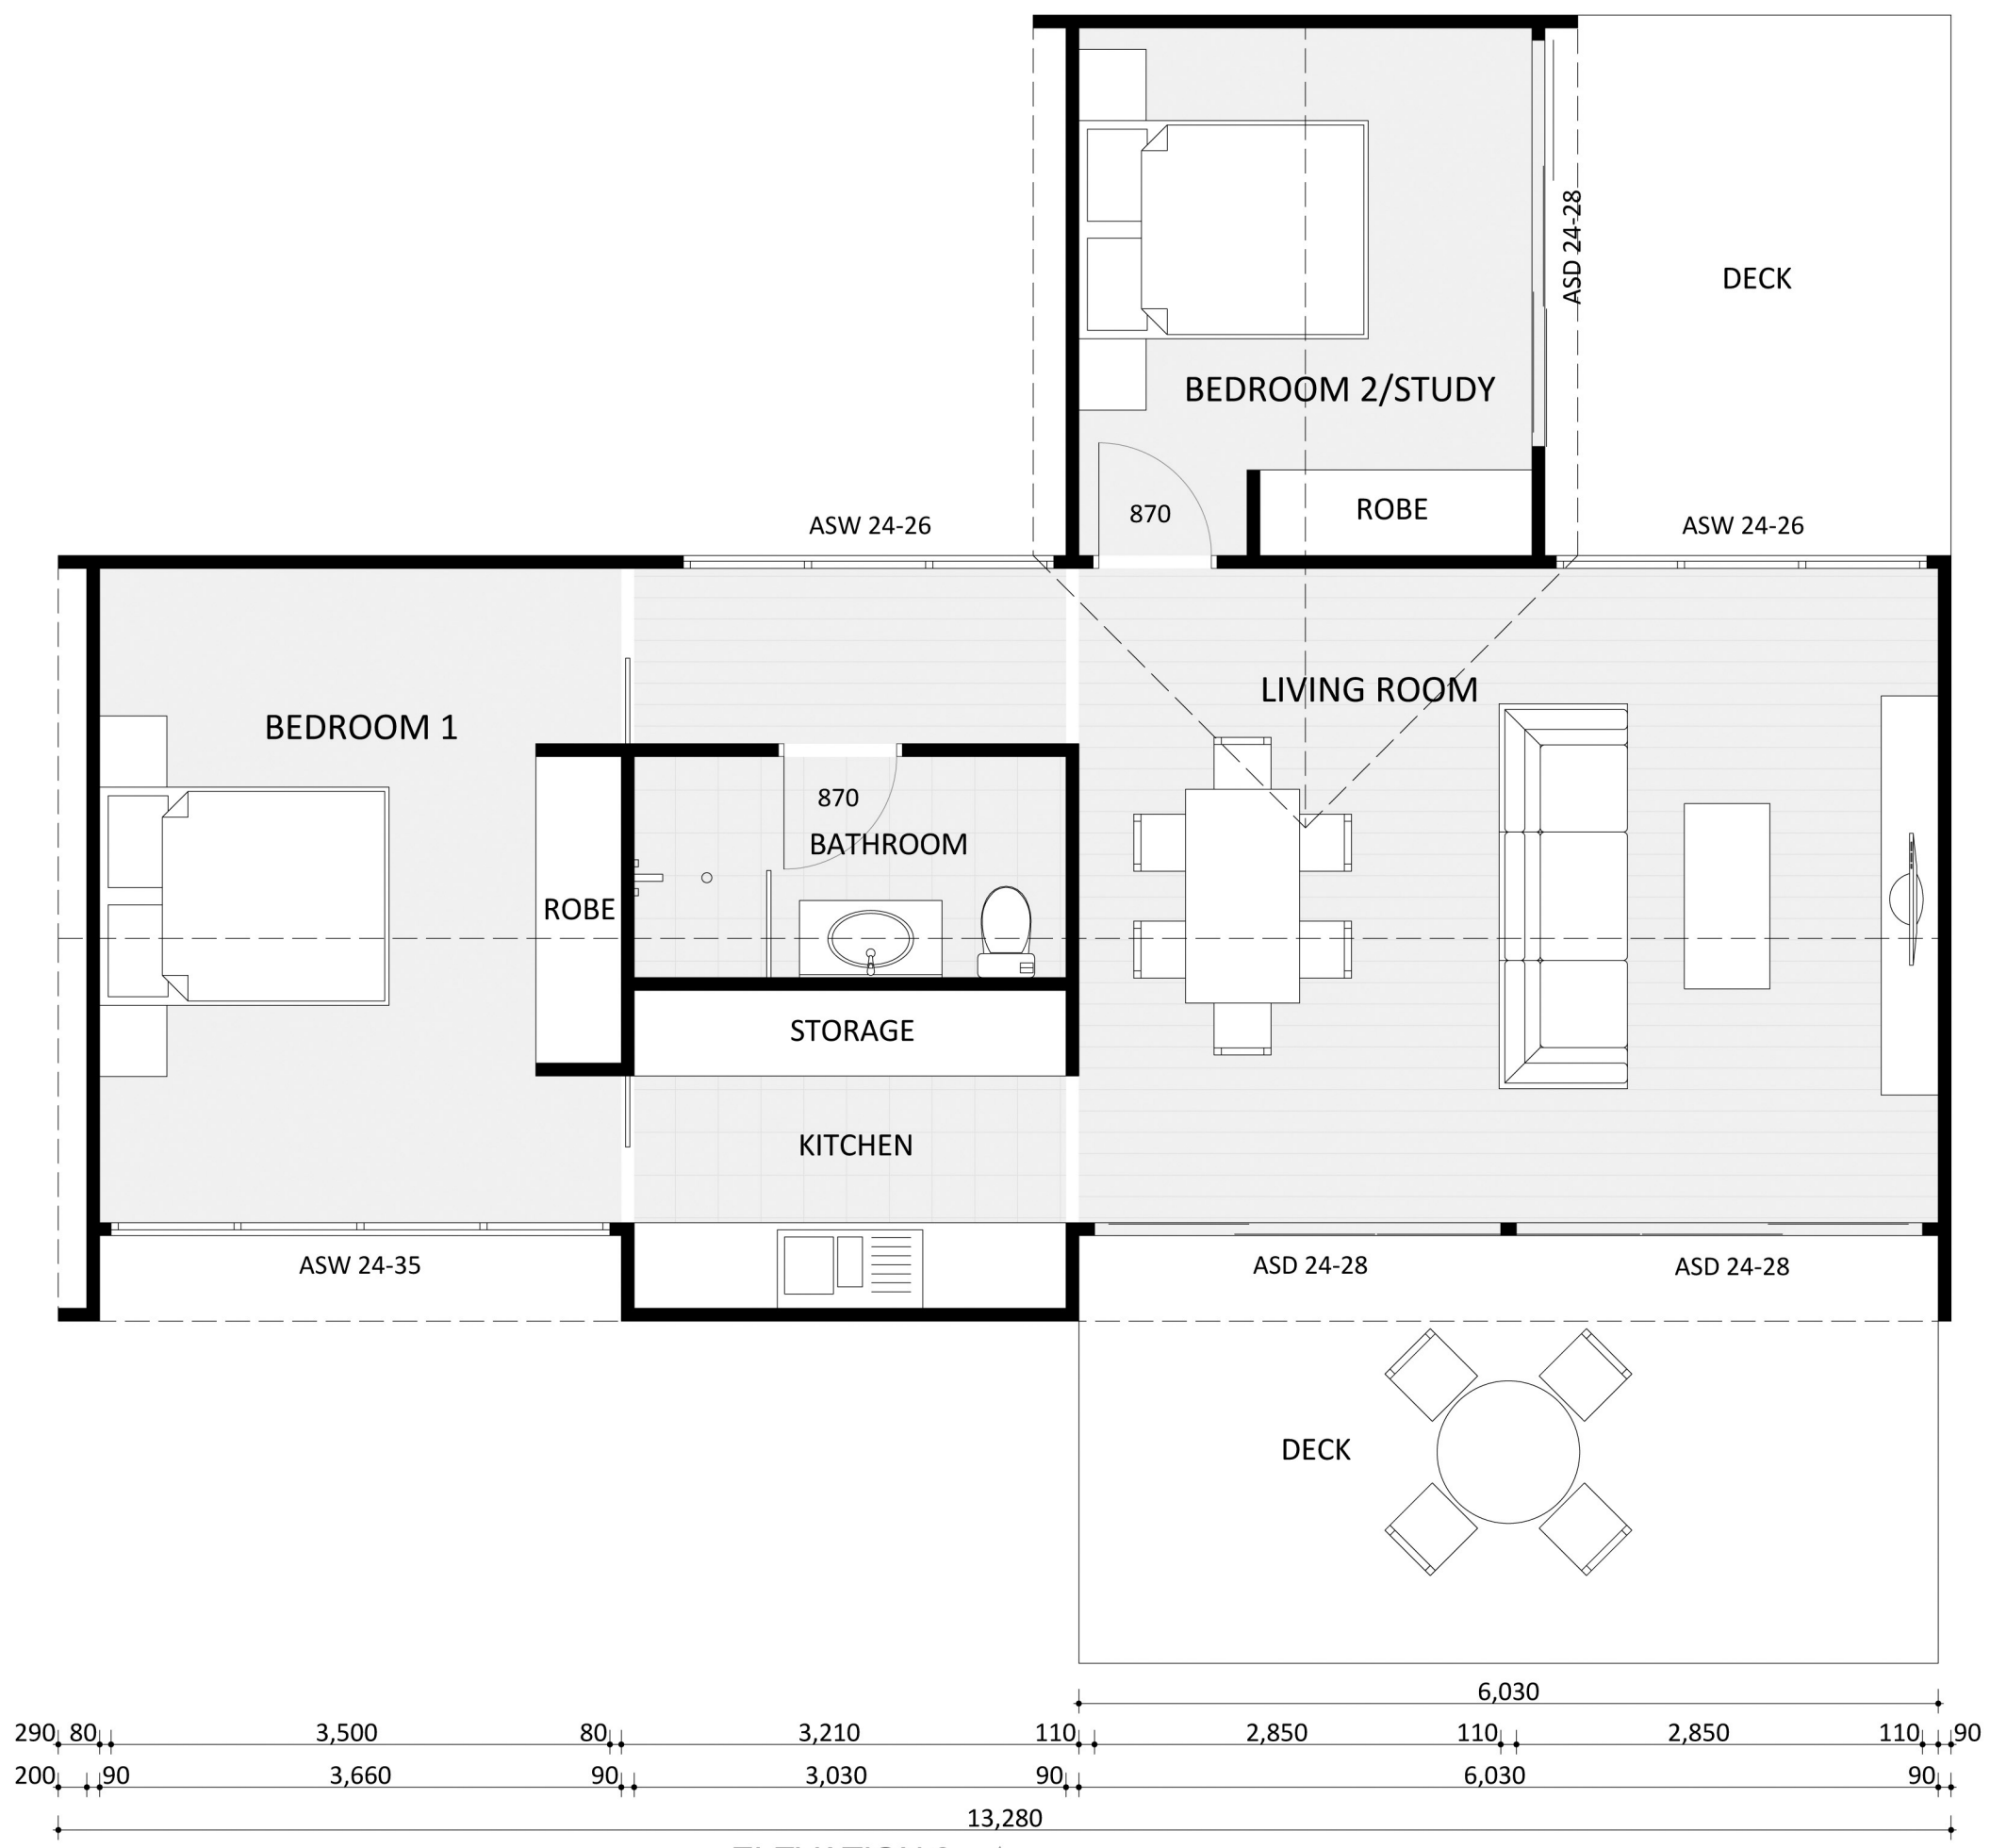 ASD 24-28
DECK
BEDROOM 2/STUDY
870
ROBE
ASW 24-26
ASW 24-26
LIVING ROOM
BEDROOM 1
870
BATHROOM
ROBE
STORAGE
KITCHEN
ASW 24-35
ASD 24-28
ASD 24-28
DECK
6,030
290 80 3,500 80 3,210 110 2,850 110 2,850 110 90
200 90 3,660 90 3,030 90 6,030 90
13,280